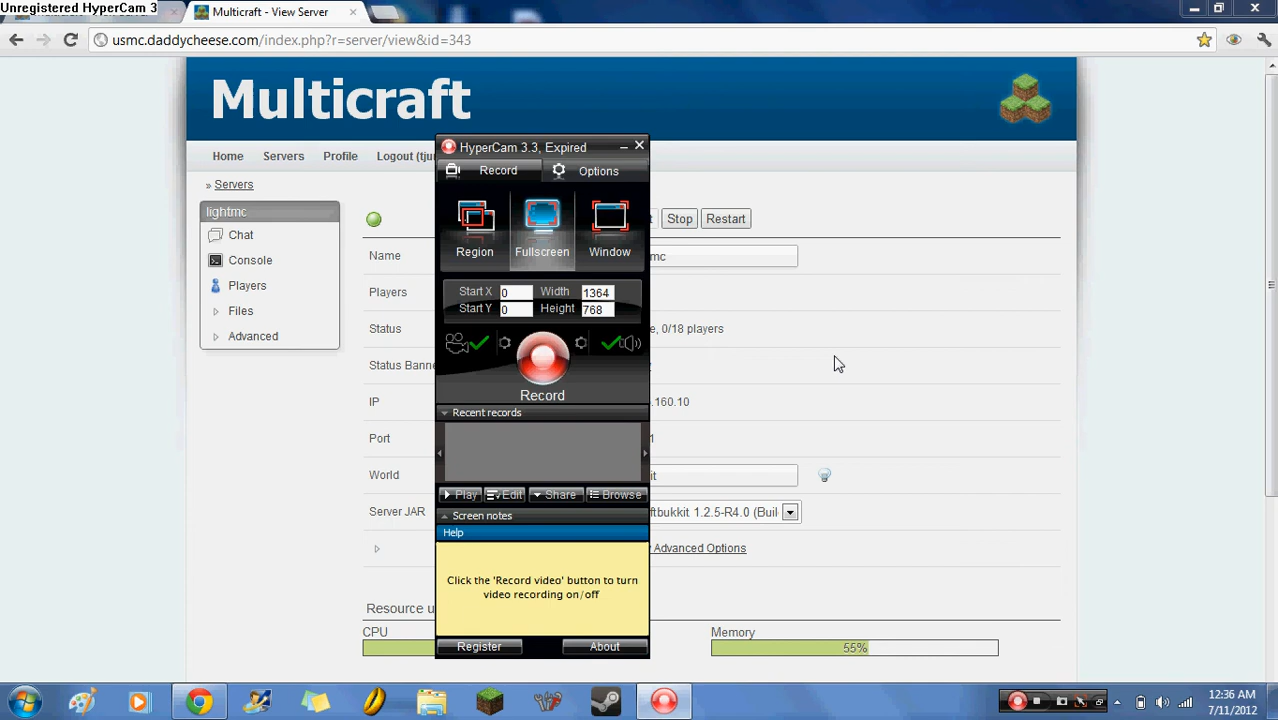 Unregistered HyperCam 3
Multicraft - View Server
usmc.daddycheese.com/index.php?r=server/view&id=343
Multicraft
Home Servers Profile Logout (tju
» Servers
lightmc
Chat
Console
Players
Files
Advanced
Stop Restart
Name mc
Players
Status e, 0/18 players
Status Bann
IP .160.10
Port 1
World it
Server JAR ftbukkit 1.2.5-R4.0 (Buil
Advanced Options
Resource u
CPU
Memory
55%
HyperCam 3.3, Expired
Record Options
Region Fullscreen Window
Start X 0 Width 1364
Start Y 0 Height 768
Record
Recent records
Play Edit Share Browse
Screen notes
Help
Click the 'Record video' button to turn
video recording on/off
Register About
12:36 AM
7/11/2012